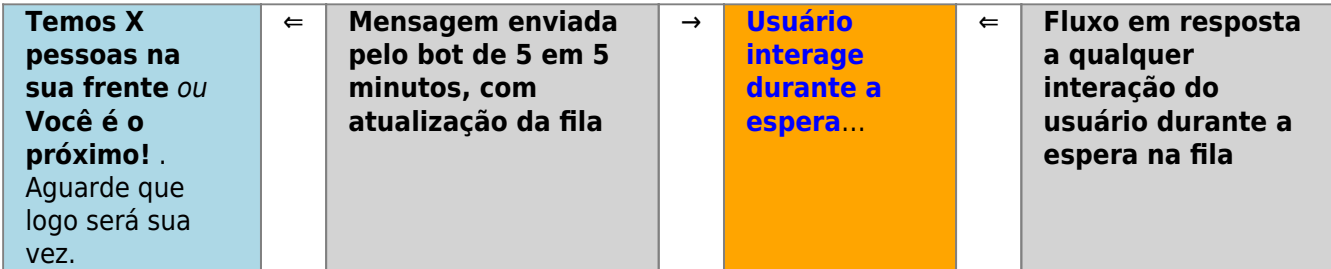 Temos X
pessoas na
sua frente ou
Você é o
próximo! .
Aguarde que
logo será sua
vez.
⇐
Mensagem enviada
pelo bot de 5 em 5
minutos, com
atualização da fila
→
Usuário
interage
durante a
espera...
⇐
Fluxo em resposta
a qualquer
interação do
usuário durante a
espera na fila